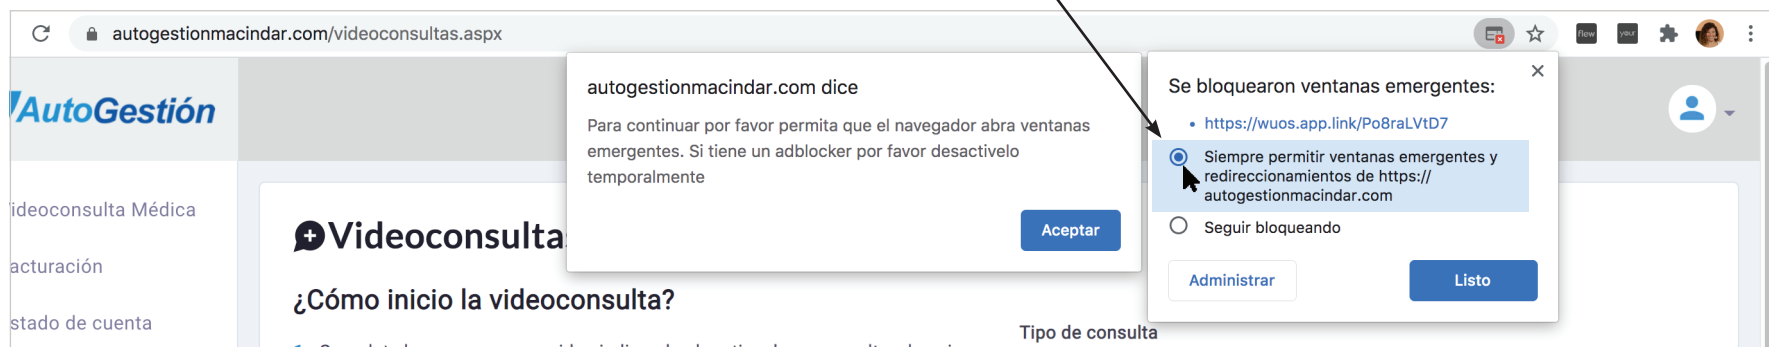 autogestionmacindar.com/videoconsultas.aspx
flew
your
AutoGestión
autogestionmacindar.com dice
Para continuar por favor permita que el navegador abra ventanas
emergentes. Si tiene un adblocker por favor desactivelo
temporalmente
Aceptar
Se bloquearon ventanas emergentes:
• https://wuos.app.link/Po8raLVtD7
Siempre permitir ventanas emergentes y
redireccionamientos de https://
autogestionmacindar.com
Seguir bloqueando
Administrar
Listo
ideoconsulta Médica
acturación
stado de cuenta
Videoconsulta
¿Cómo inicio la videoconsulta?
Tipo de consulta